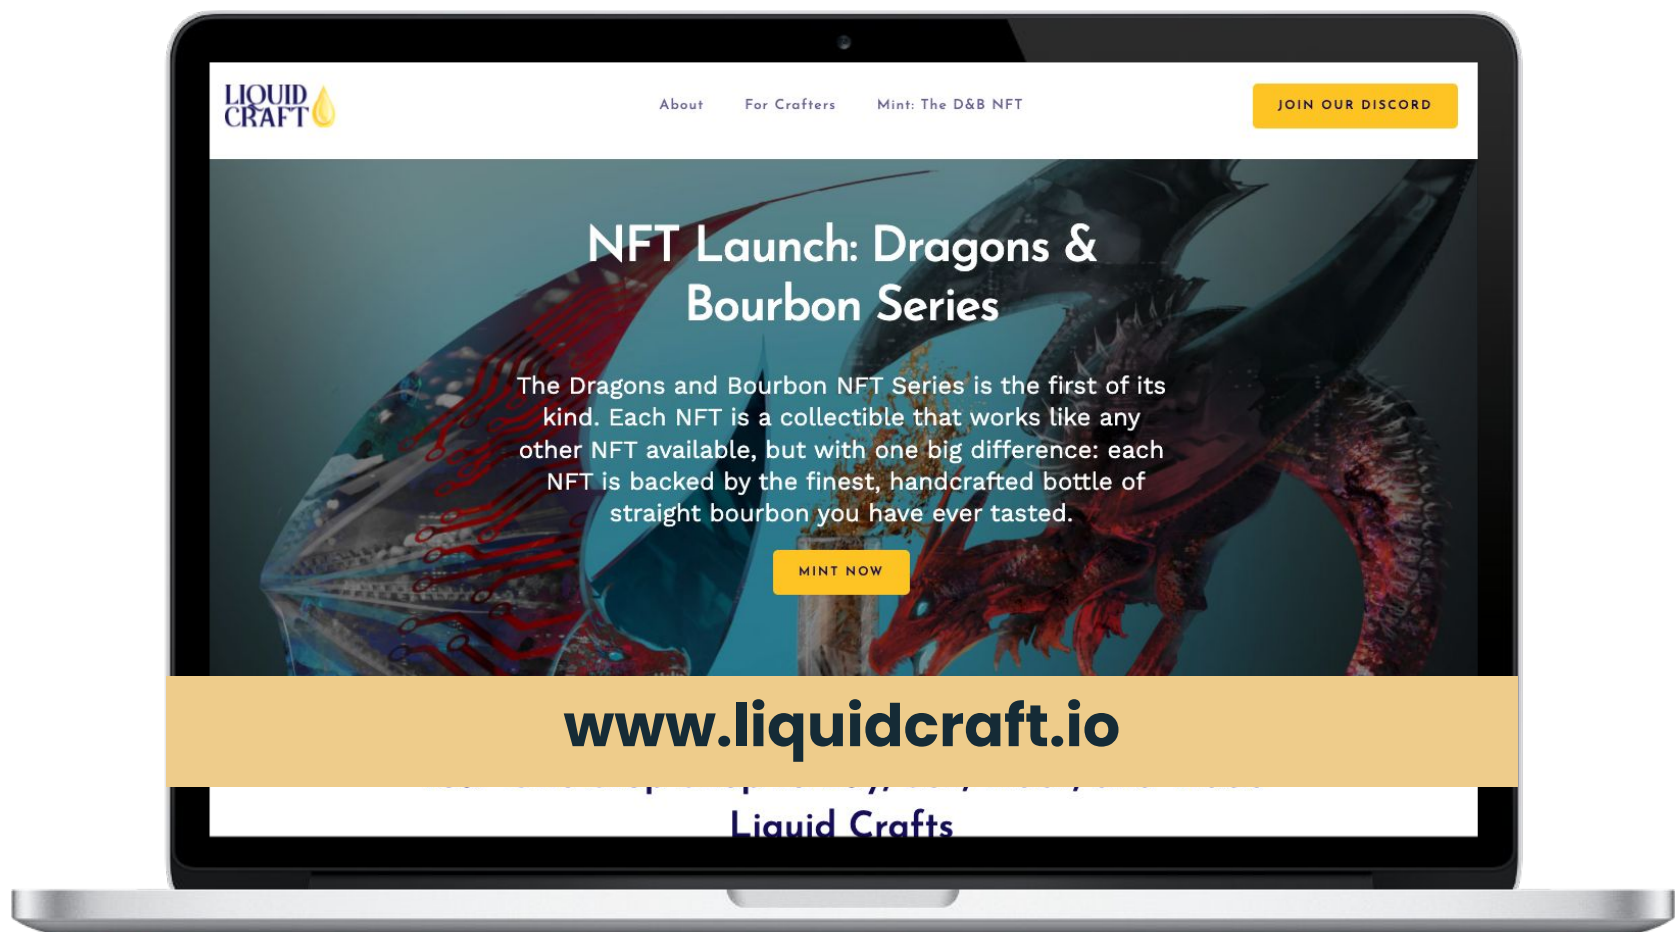 LIQUID
CRAFT
About
For Crafters
Mint: The D&B NFT
JOIN OUR DISCORD
NFT Launch: Dragons &
Bourbon Series
The Dragons and Bourbon NFT Series is the first of its
kind. Each NFT is a collectible that works like any
other NFT available, but with one big difference: each
NFT is backed by the finest, handcrafted bottle of
straight bourbon you have ever tasted.
MINT NOW
www.liquidcraft.io
Liquid Crafts